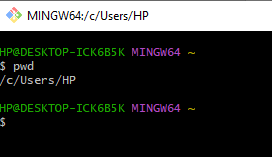 MINGW64:/c/Users/HP
HP@DESKTOP-ICK6B5K MINGW64 ~
$ pwd
/c/Users/HP
HP@DESKTOP-ICK6B5K MINGW64 ~
$